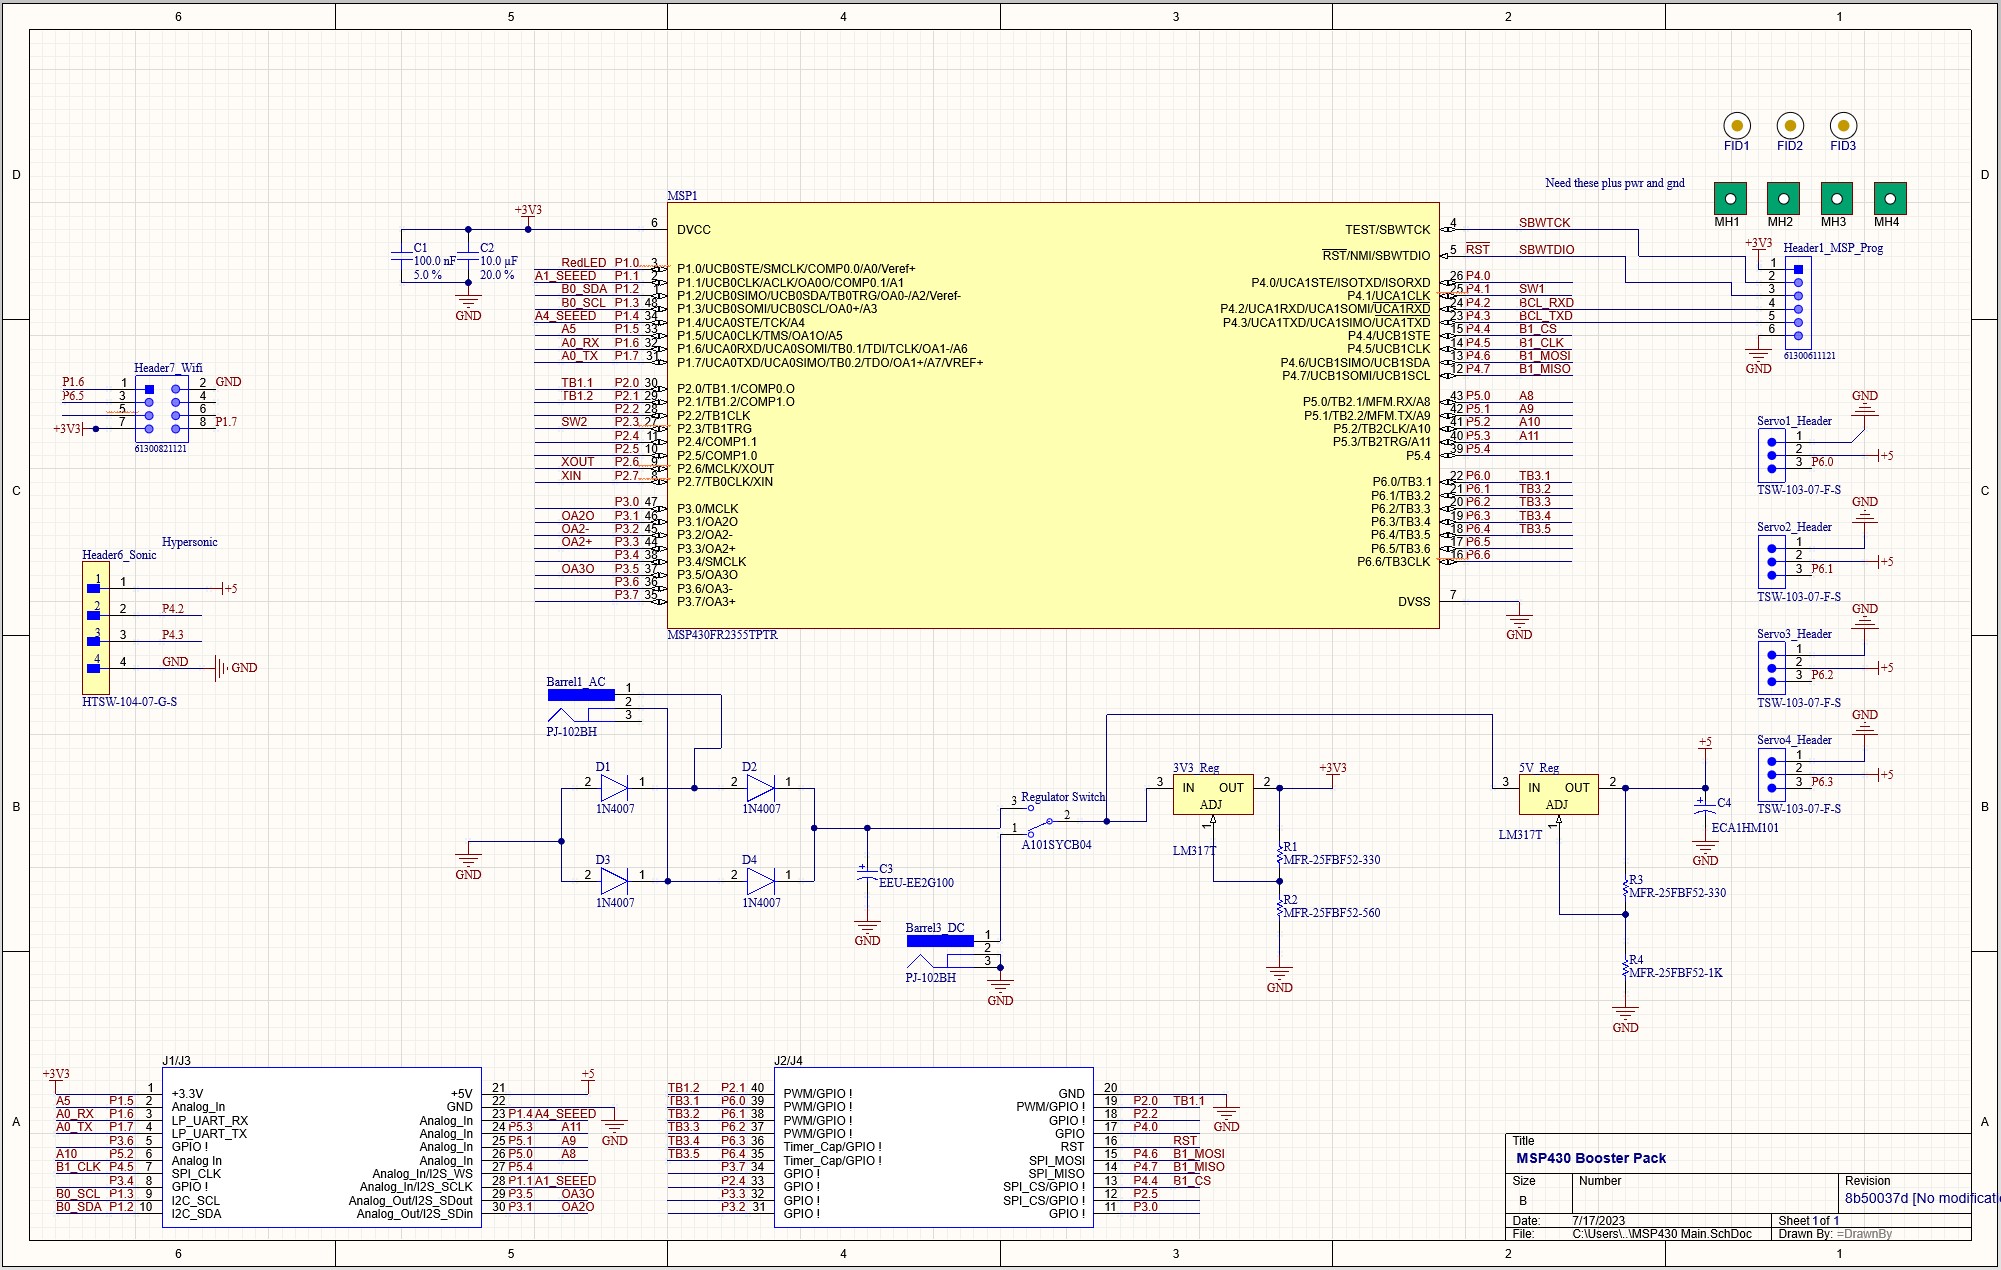 6 5 4 3 2 1
D
C
B
A
D
C
B
A
FID1 FID2 FID3
Need these plus pwr and gnd
MH1 MH2 MH3 MH4
MSP1
+3V3
6 DVCC
C1
100.0 nF
5.0 %
C2
10.0 µF
20.0 %
GND
RedLED P1.0 3 P1.0/UCB0STE/SMCLK/COMP0.0/A0/Veref+
A1_SEEED P1.1 2 P1.1/UCB0CLK/ACLK/OA0O/COMP0.1/A1
B0_SDA P1.2 1 P1.2/UCB0SIMO/UCB0SDA/TB0TRG/OA0-/A2/Veref-
B0_SCL P1.3 48 P1.3/UCB0SOMI/UCB0SCL/OA0+/A3
A4_SEEED P1.4 34 P1.4/UCA0STE/TCK/A4
A5 P1.5 33 P1.5/UCA0CLK/TMS/OA1O/A5
A0_RX P1.6 32 P1.6/UCA0RXD/UCA0SOMI/TB0.1/TDI/TCLK/OA1-/A6
A0_TX P1.7 31 P1.7/UCA0TXD/UCA0SIMO/TB0.2/TDO/OA1+/A7/VREF+
TB1.1 P2.0 30 P2.0/TB1.1/COMP0.O
TB1.2 P2.1 29 P2.1/TB1.2/COMP1.O
P2.2 28 P2.2/TB1CLK
SW2 P2.3 27 P2.3/TB1TRG
P2.4 11 P2.4/COMP1.1
P2.5 10 P2.5/COMP1.0
XOUT P2.6 9 P2.6/MCLK/XOUT
XIN P2.7 8 P2.7/TB0CLK/XIN
P3.0 47 P3.0/MCLK
OA2O P3.1 46 P3.1/OA2O
OA2- P3.2 45 P3.2/OA2-
OA2+ P3.3 44 P3.3/OA2+
P3.4 38 P3.4/SMCLK
OA3O P3.5 37 P3.5/OA3O
P3.6 36 P3.6/OA3-
P3.7 35 P3.7/OA3+
TEST/SBWTCK 4 SBWTCK
RST/NMI/SBWTDIO 5 RST SBWTDIO
P4.0/UCA1STE/ISOTXD/ISORXD 26 P4.0
P4.1/UCA1CLK 25 P4.1 SW1
P4.2/UCA1RXD/UCA1SOMI/UCA1RXD 24 P4.2 BCL_RXD
P4.3/UCA1TXD/UCA1SIMO/UCA1TXD 23 P4.3 BCL_TXD
P4.4/UCB1STE 15 P4.4 B1_CS
P4.5/UCB1CLK 14 P4.5 B1_CLK
P4.6/UCB1SIMO/UCB1SDA 13 P4.6 B1_MOSI
P4.7/UCB1SOMI/UCB1SCL 12 P4.7 B1_MISO
P5.0/TB2.1/MFM.RX/A8 43 P5.0 A8
P5.1/TB2.2/MFM.TX/A9 42 P5.1 A9
P5.2/TB2CLK/A10 41 P5.2 A10
P5.3/TB2TRG/A11 40 P5.3 A11
P5.4 39 P5.4
P6.0/TB3.1 22 P6.0 TB3.1
P6.1/TB3.2 21 P6.1 TB3.2
P6.2/TB3.3 20 P6.2 TB3.3
P6.3/TB3.4 19 P6.3 TB3.4
P6.4/TB3.5 18 P6.4 TB3.5
P6.5/TB3.6 17 P6.5
P6.6/TB3CLK 16 P6.6
DVSS 7
GND
MSP430FR2355TPTR
+3V3
Header1_MSP_Prog
1
2
3
4
5
6
61300611121
GND
Header7_Wifi
P1.6 1 2 GND
P6.5 3 4
5 6
+3V3 7 8 P1.7
61300821121
Hypersonic
Header6_Sonic
1 1 +5
2 2 P4.2
3 3 P4.3
4 4 GND GND
HTSW-104-07-G-S
GND
Servo1_Header
1
2 +5
3 P6.0
TSW-103-07-F-S
GND
Servo2_Header
1
2 +5
3 P6.1
TSW-103-07-F-S
GND
Servo3_Header
1
2 +5
3 P6.2
TSW-103-07-F-S
GND
Servo4_Header
1
2 +5
3 P6.3
TSW-103-07-F-S
Barrel1_AC
1
2
3
PJ-102BH
D1
2 1
1N4007
D2
2 1
1N4007
D3
2 1
1N4007
D4
2 1
1N4007
GND
C3
EEU-EE2G100
GND
Regulator Switch
3
2
1
A101SYCB04
Barrel3_DC
1
2
3
PJ-102BH
GND
3V3_Reg
3 IN OUT 2
ADJ
1
LM317T
+3V3
R1
MFR-25FBF52-330
R2
MFR-25FBF52-560
GND
5V_Reg
3 IN OUT 2
ADJ
1
LM317T
+5
C4
ECA1HM101
GND
R3
MFR-25FBF52-330
R4
MFR-25FBF52-1K
GND
J1/J3
+3V3
1 +3.3V
A5 P1.5 2 Analog_In
A0_RX P1.6 3 LP_UART_RX
A0_TX P1.7 4 LP_UART_TX
P3.6 5 GPIO !
A10 P5.2 6 Analog In
B1_CLK P4.5 7 SPI_CLK
P3.4 8 GPIO !
B0_SCL P1.3 9 I2C_SCL
B0_SDA P1.2 10 I2C_SDA
+5
+5V 21
GND 22
GND
Analog_In 23 P1.4 A4_SEEED
Analog_In 24 P5.3 A11
Analog_In 25 P5.1 A9
Analog_In 26 P5.0 A8
Analog_In/I2S_WS 27 P5.4
Analog_In/I2S_SCLK 28 P1.1 A1_SEEED
Analog_Out/I2S_SDout 29 P3.5 OA3O
Analog_Out/I2S_SDin 30 P3.1 OA2O
J2/J4
TB1.2 P2.1 40 PWM/GPIO !
TB3.1 P6.0 39 PWM/GPIO !
TB3.2 P6.1 38 PWM/GPIO !
TB3.3 P6.2 37 PWM/GPIO !
TB3.4 P6.3 36 Timer_Cap/GPIO !
TB3.5 P6.4 35 Timer_Cap/GPIO !
P3.7 34 GPIO !
P2.4 33 GPIO !
P3.3 32 GPIO !
P3.2 31 GPIO !
GND 20
PWM/GPIO ! 19 P2.0 TB1.1
GPIO ! 18 P2.2
GND
GPIO 17 P4.0
RST 16 RST
SPI_MOSI 15 P4.6 B1_MOSI
SPI_MISO 14 P4.7 B1_MISO
SPI_CS/GPIO ! 13 P4.4 B1_CS
SPI_CS/GPIO ! 12 P2.5
GPIO ! 11 P3.0
Title
MSP430 Booster Pack
Size Number Revision
B 8b50037d [No modificati
Date: 7/17/2023 Sheet 1 of 1
File: C:\Users\..\MSP430 Main.SchDoc Drawn By: =DrawnBy
6 5 4 3 2 1